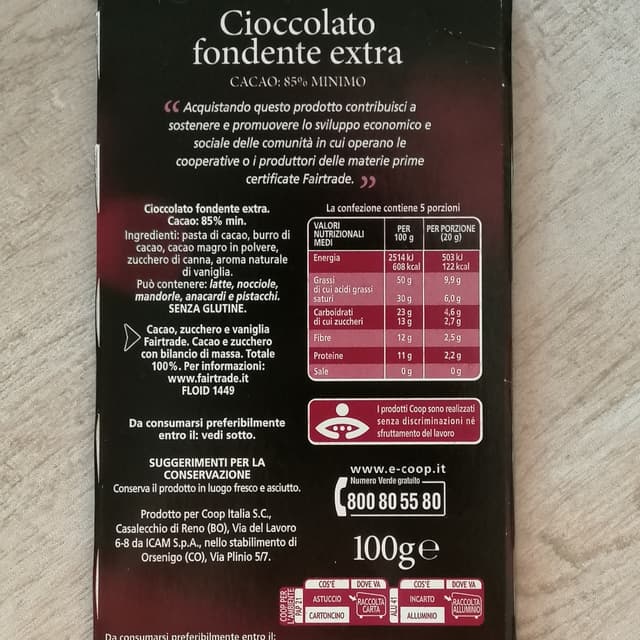 Cioccolato
fondente extra
CACAO: 85% MINIMO
“ Acquistando questo prodotto contribuisci a
sostenere e promuovere lo sviluppo economico e
sociale delle comunità in cui operano le
cooperative o i produttori delle materie prime
certificate Fairtrade. ”
Cioccolato fondente extra.
Cacao: 85% min.
Ingredienti: pasta di cacao, burro di
cacao, cacao magro in polvere,
zucchero di canna, aroma naturale
di vaniglia.
Può contenere: latte, nocciole,
mandorle, anacardi e pistacchi.
SENZA GLUTINE.
Cacao, zucchero e vaniglia
Fairtrade. Cacao e zucchero
con bilancio di massa. Totale
100%. Per informazioni:
www.fairtrade.it
FLOID 1449
Da consumarsi preferibilmente
entro il: vedi sotto.
SUGGERIMENTI PER LA
CONSERVAZIONE
Conserva il prodotto in luogo fresco e asciutto.
Prodotto per Coop Italia S.C.,
Casalecchio di Reno (BO), Via del Lavoro
6-8 da ICAM S.p.A., nello stabilimento di
Orsenigo (CO), Via Plinio 5/7.
La confezione contiene 5 porzioni
VALORI NUTRIZIONALI MEDI PER 100 g PER PORZIONE (20 g)
Energia 2514 kJ 503 kJ
608 kcal 122 kcal
Grassi 50 g 9,9 g
di cui acidi grassi
saturi 30 g 6,0 g
Carboidrati 23 g 4,6 g
di cui zuccheri 13 g 2,7 g
Fibre 12 g 2,5 g
Proteine 11 g 2,2 g
Sale 0 g 0 g
I prodotti Coop sono realizzati
senza discriminazioni né
sfruttamento del lavoro
www.e-coop.it
Numero Verde gratuito
800 80 55 80
100g e
COOP PER L'AMBIENTE
PAP 21
COS'È DOVE VA
ASTUCCIO RACCOLTA CARTA
CARTONCINO
ALU 41
COS'È DOVE VA
INCARTO RACCOLTA ALLUMINIO
ALLUMINIO
Da consumarsi preferibilmente entro il: